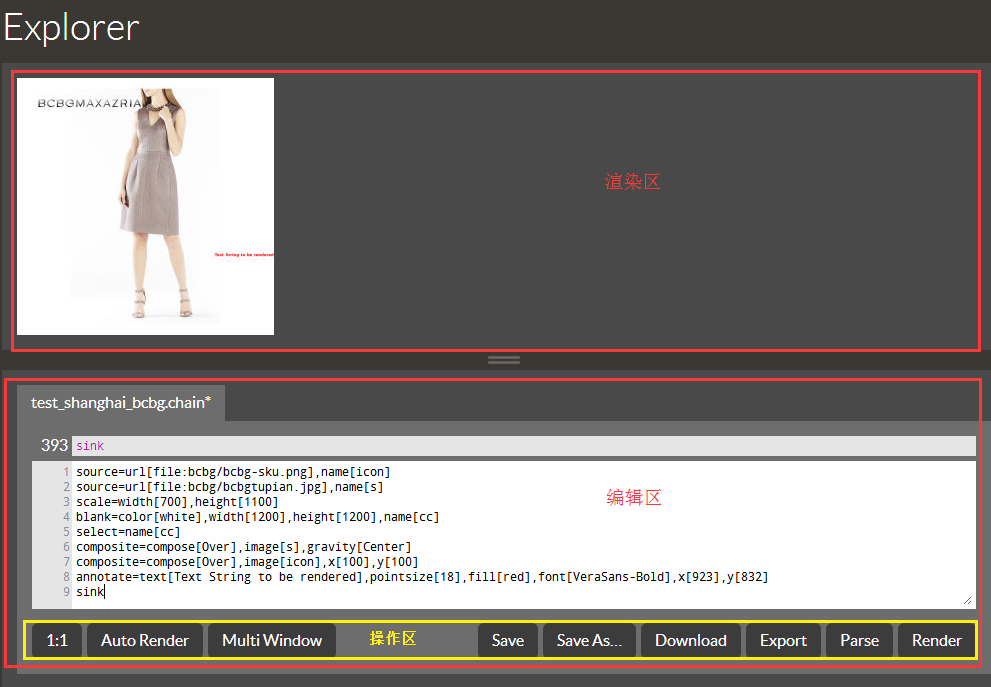 Explorer
BCBGMAXAZRIA
渲染区
Text String to be rendered
test_shanghai_bcbg.chain*
393 sink
1 source=url[file:bcbg/bcbg-sku.png],name[icon]
2 source=url[file:bcbg/bcbgtupian.jpg],name[s]
3 scale=width[700],height[1100]
4 blank=color[white],width[1200],height[1200],name[cc]
5 select=name[cc]
6 composite=compose[Over],image[s],gravity[Center]
7 composite=compose[Over],image[icon],x[100],y[100]
8 annotate=text[Text String to be rendered],pointsize[18],fill[red],font[VeraSans-Bold],x[923],y[832]
9 sink
编辑区
1:1 Auto Render Multi Window 操作区 Save Save As... Download Export Parse Render